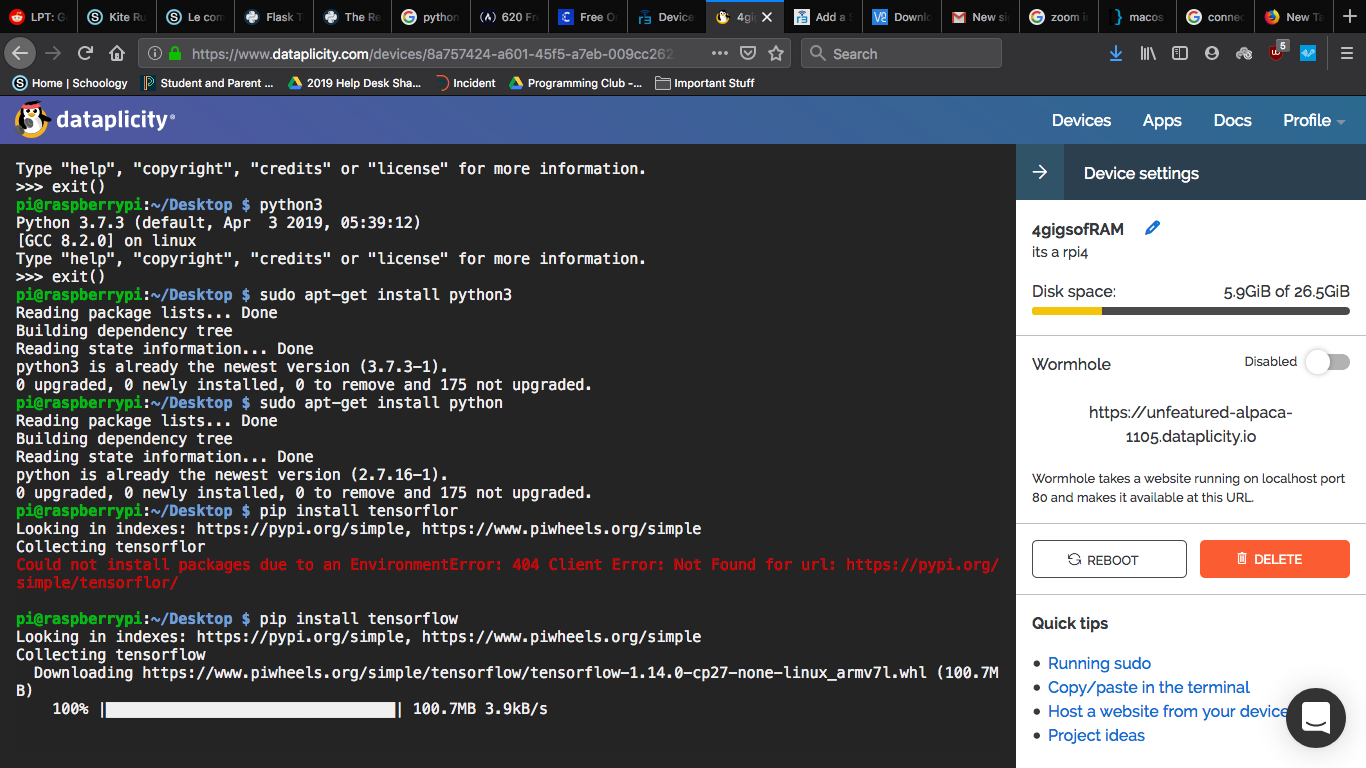 LPT: G
Kite Ru
Le com
Flask T
The Re
python
620 Fr
Free O
Device
4gi
Add a S
Downlo
New si
zoom i
macos
connec
New Ta
https://www.dataplicity.com/devices/8a757424-a601-45f5-a7eb-009cc262
Search
5
Home | Schoology
Student and Parent ...
2019 Help Desk Sha...
Incident
Programming Club -...
Important Stuff
dataplicity
Devices
Apps
Docs
Profile
Type "help", "copyright", "credits" or "license" for more information.
>>> exit()
pi@raspberrypi:~/Desktop $ python3
Python 3.7.3 (default, Apr  3 2019, 05:39:12)
[GCC 8.2.0] on linux
Type "help", "copyright", "credits" or "license" for more information.
>>> exit()
pi@raspberrypi:~/Desktop $ sudo apt-get install python3
Reading package lists... Done
Building dependency tree
Reading state information... Done
python3 is already the newest version (3.7.3-1).
0 upgraded, 0 newly installed, 0 to remove and 175 not upgraded.
pi@raspberrypi:~/Desktop $ sudo apt-get install python
Reading package lists... Done
Building dependency tree
Reading state information... Done
python is already the newest version (2.7.16-1).
0 upgraded, 0 newly installed, 0 to remove and 175 not upgraded.
pi@raspberrypi:~/Desktop $ pip install tensorflor
Looking in indexes: https://pypi.org/simple, https://www.piwheels.org/simple
Collecting tensorflor
Could not install packages due to an EnvironmentError: 404 Client Error: Not Found for url: https://pypi.org/
simple/tensorflor/
pi@raspberrypi:~/Desktop $ pip install tensorflow
Looking in indexes: https://pypi.org/simple, https://www.piwheels.org/simple
Collecting tensorflow
Downloading https://www.piwheels.org/simple/tensorflow/tensorflow-1.14.0-cp27-none-linux_armv7l.whl (100.7M
B)
100% |████████████████████████████████| 100.7MB 3.9kB/s
Device settings
4gigsofRAM
its a rpi4
Disk space:
5.9GiB of 26.5GiB
Wormhole
Disabled
https://unfeatured-alpaca-
1105.dataplicity.io
Wormhole takes a website running on localhost port
80 and makes it available at this URL.
REBOOT
DELETE
Quick tips
Running sudo
Copy/paste in the terminal
Host a website from your device
Project ideas